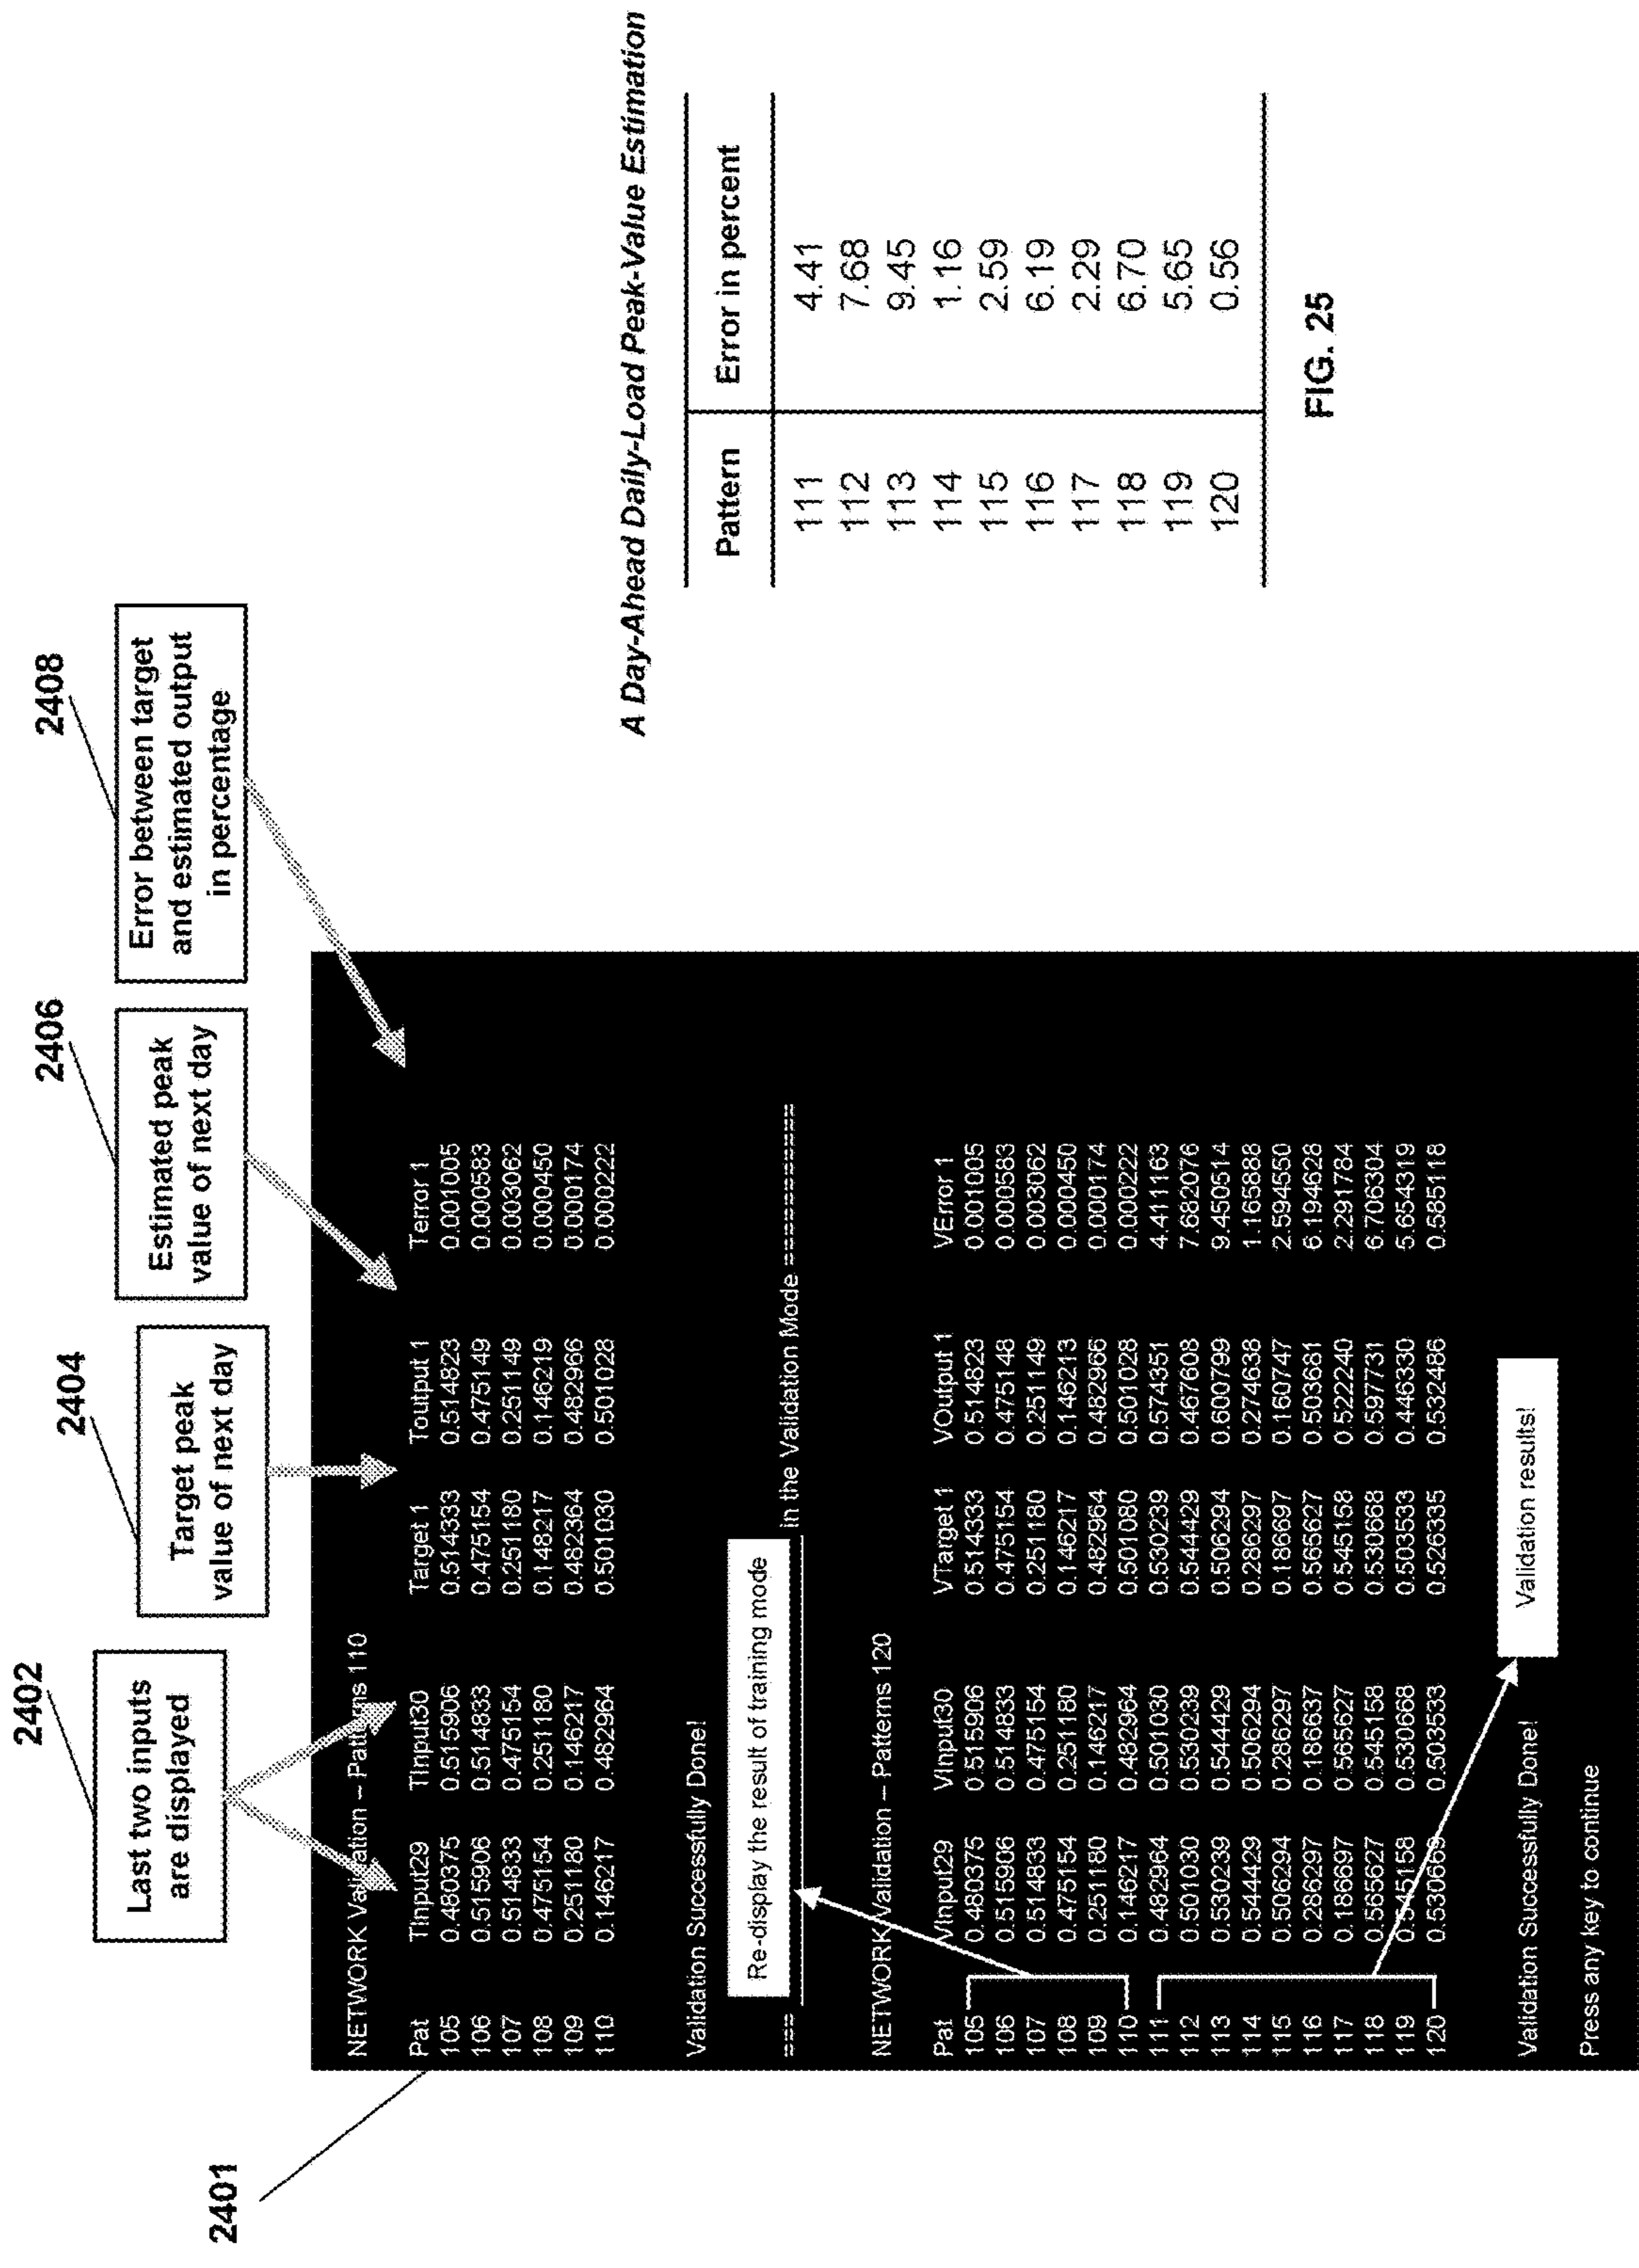 2402
2404
2406
2408
Last two inputs
are displayed
Target peak
value of next day
Estimated peak
value of next day
Error between target
and estimated output
in percentage
2401
NETWORK Validation – Patterns 110
Pat TInput29 TInput30 Target 1 Toutput 1 Terror 1
105 0.480375 0.515906 0.514333 0.514823 0.001005
106 0.515906 0.514833 0.475154 0.475149 0.000583
107 0.514833 0.475154 0.251180 0.251149 0.003062
108 0.475154 0.251180 0.148217 0.146219 0.000450
109 0.251180 0.146217 0.482364 0.482966 0.000174
110 0.146217 0.482964 0.501030 0.501028 0.000222
Validation Successfully Done!
Re-display the result of training mode
=== in the Validation Mode ============
NETWORK Validation – Patterns 120
Pat VInput29 VInput30 VTarget 1 VOutput 1 VError 1
105 0.480375 0.515906 0.514333 0.514823 0.001005
106 0.515906 0.514833 0.475154 0.475148 0.000583
107 0.514833 0.475154 0.251180 0.251149 0.003062
108 0.475154 0.251180 0.146217 0.146213 0.000450
109 0.251180 0.146217 0.482964 0.482966 0.000174
110 0.146217 0.482964 0.501080 0.501028 0.000222
111 0.482964 0.501030 0.530239 0.574351 4.411163
112 0.501030 0.530239 0.544429 0.467608 7.682076
113 0.530239 0.544429 0.506294 0.600799 9.450514
114 0.544429 0.506294 0.286297 0.274638 1.165888
115 0.506294 0.286297 0.186697 0.160747 2.594550
116 0.286297 0.186637 0.565627 0.503681 6.194628
117 0.186697 0.565627 0.545158 0.522240 2.291784
118 0.565627 0.545158 0.530668 0.597731 6.706304
119 0.545158 0.530668 0.503533 0.446330 5.654319
120 0.530669 0.503533 0.526335 0.532486 0.585118
Validation Successfully Done!
Validation results!
Press any key to continue
A Day-Ahead Daily-Load Peak-Value Estimation
Pattern Error in percent
111 4.41
112 7.68
113 9.45
114 1.16
115 2.59
116 6.19
117 2.29
118 6.70
119 5.65
120 0.56
FIG. 25